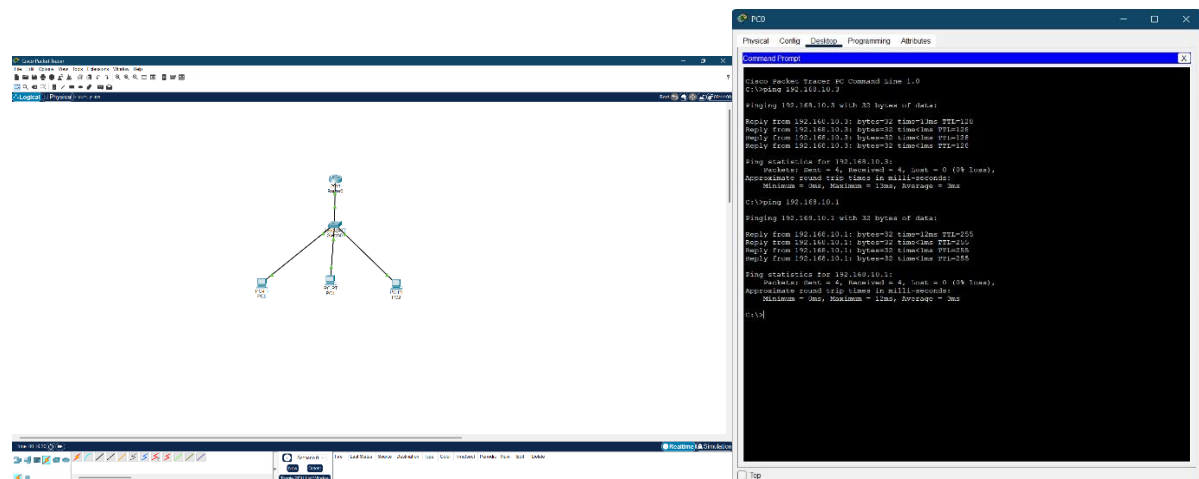 Cisco Packet Tracer
Logical
Physical
Router0
Switch0
PC-PT
PC1
Realtime
Simulation
New
Delete
PC0
Physical Config Desktop Programming Attributes
Command Prompt
X
Cisco Packet Tracer PC Command Line 1.0
C:\>ping 192.168.10.3
Pinging 192.168.10.3 with 32 bytes of data:
Reply from 192.168.10.3: bytes=32 time=13ms TTL=128
Reply from 192.168.10.3: bytes=32 time<1ms TTL=128
Reply from 192.168.10.3: bytes=32 time<1ms TTL=128
Reply from 192.168.10.3: bytes=32 time<1ms TTL=128
Ping statistics for 192.168.10.3:
Packets: Sent = 4, Received = 4, Lost = 0 (0% loss),
Approximate round trip times in milli-seconds:
Minimum = 0ms, Maximum = 13ms, Average = 3ms
C:\>ping 192.168.10.1
Pinging 192.168.10.1 with 32 bytes of data:
Reply from 192.168.10.1: bytes=32 time=12ms TTL=255
Reply from 192.168.10.1: bytes=32 time<1ms TTL=255
Reply from 192.168.10.1: bytes=32 time<1ms TTL=255
Reply from 192.168.10.1: bytes=32 time<1ms TTL=255
Ping statistics for 192.168.10.1:
Packets: Sent = 4, Received = 4, Lost = 0 (0% loss),
Approximate round trip times in milli-seconds:
Minimum = 0ms, Maximum = 12ms, Average = 3ms
C:\>
Top